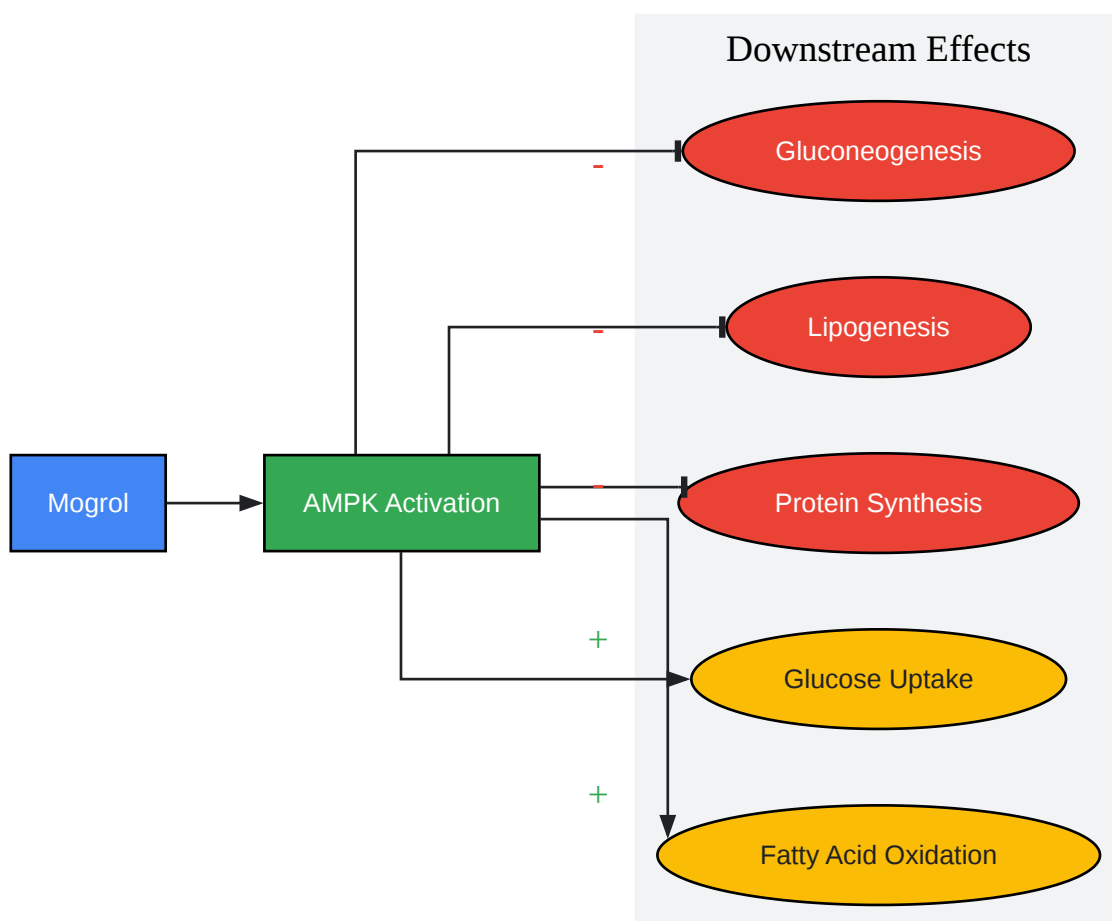 Downstream Effects
Gluconeogenesis
-
Lipogenesis
-
Mogrol
AMPK Activation
-
Protein Synthesis
+
Glucose Uptake
+
Fatty Acid Oxidation